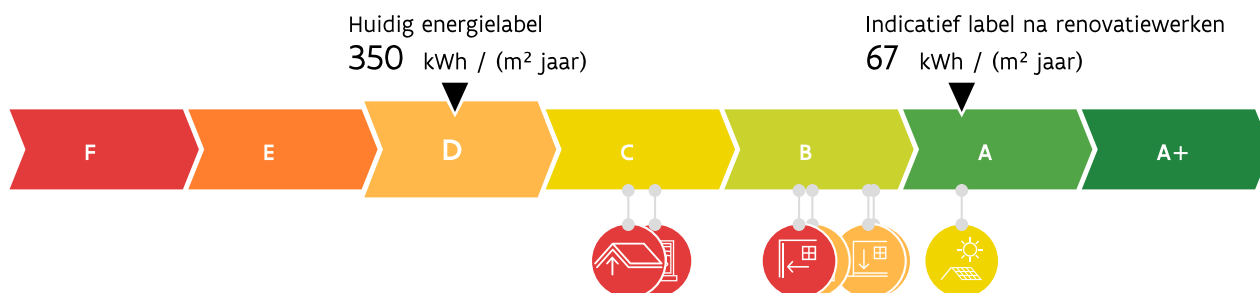 Huidig energielabel
350 kWh / (m² jaar)
Indicatief label na renovatiewerken
67 kWh / (m² jaar)
F E D C B A A+